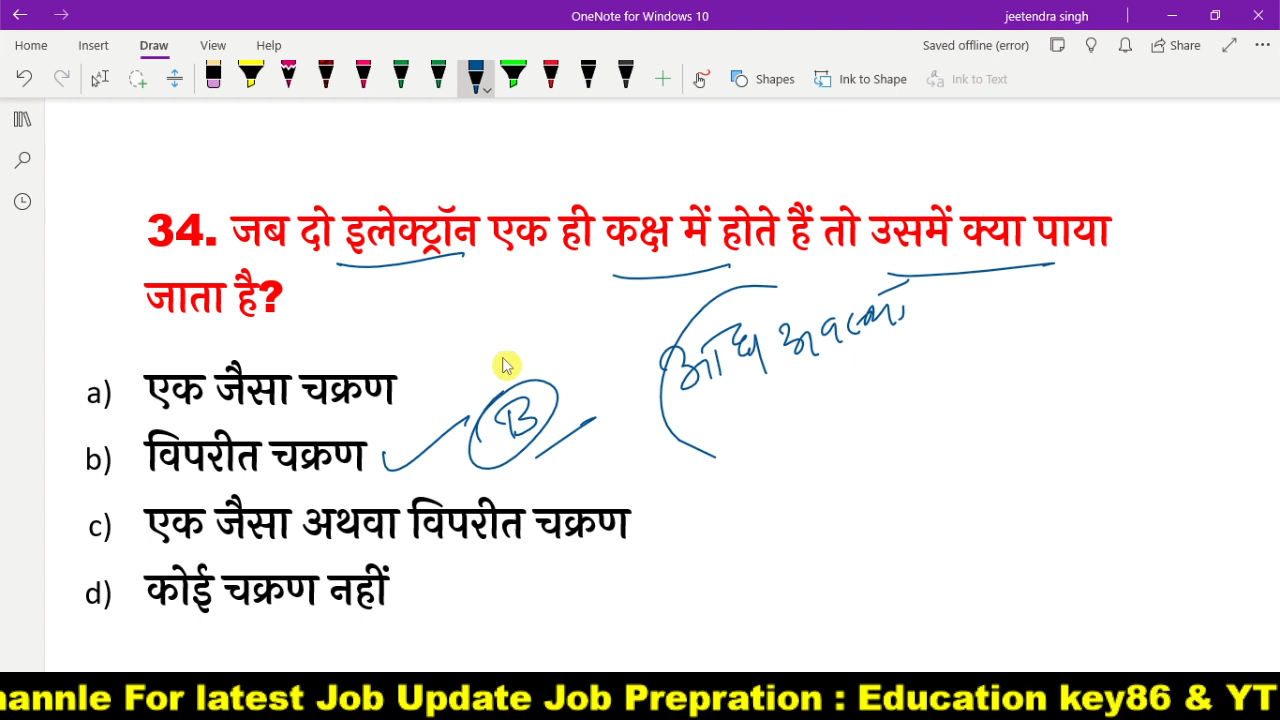 OneNote for Windows 10
jeetendra singh
Home Insert Draw View Help
Saved offline (error)
Share
Shapes
Ink to Shape
Ink to Text
34. जब दो इलेक्ट्रॉन एक ही कक्ष में होते हैं तो उसमें क्या पाया
जाता है?
a) एक जैसा चक्रण
b) विपरीत चक्रण
B
c) एक जैसा अथवा विपरीत चक्रण
d) कोई चक्रण नहीं
hannle For latest Job Update Job Prepration : Education key86 & YT